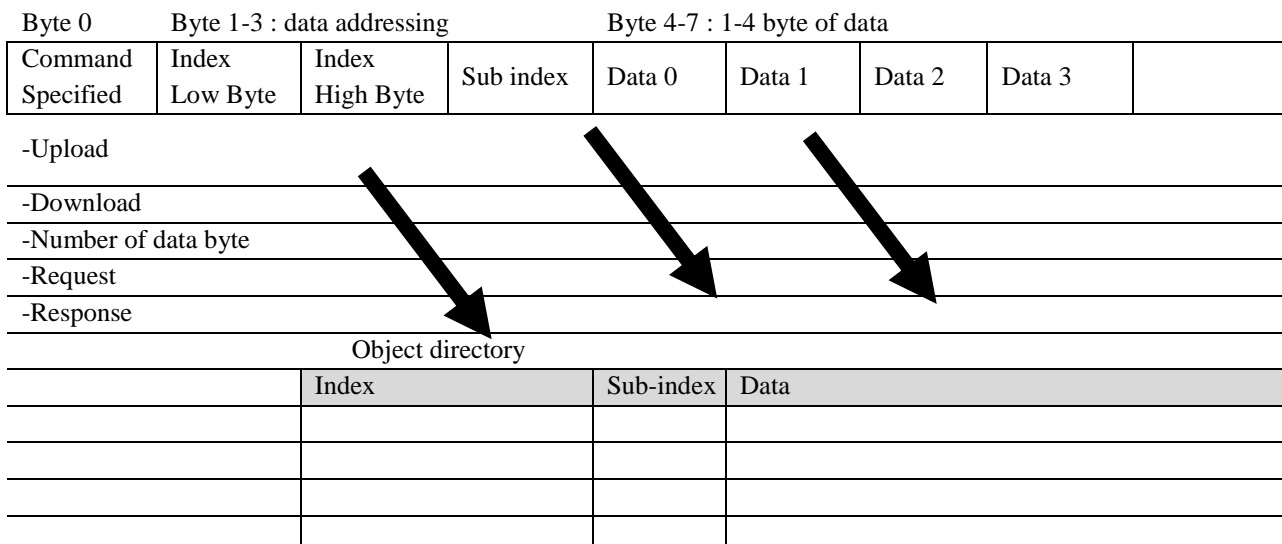 Byte 0 Byte 1-3 : data addressing Byte 4-7 : 1-4 byte of data
Command Specified Index Low Byte Index High Byte Sub index Data 0 Data 1 Data 2 Data 3
-Upload
-Download
-Number of data byte
-Request
-Response
Object directory
Index Sub-index Data